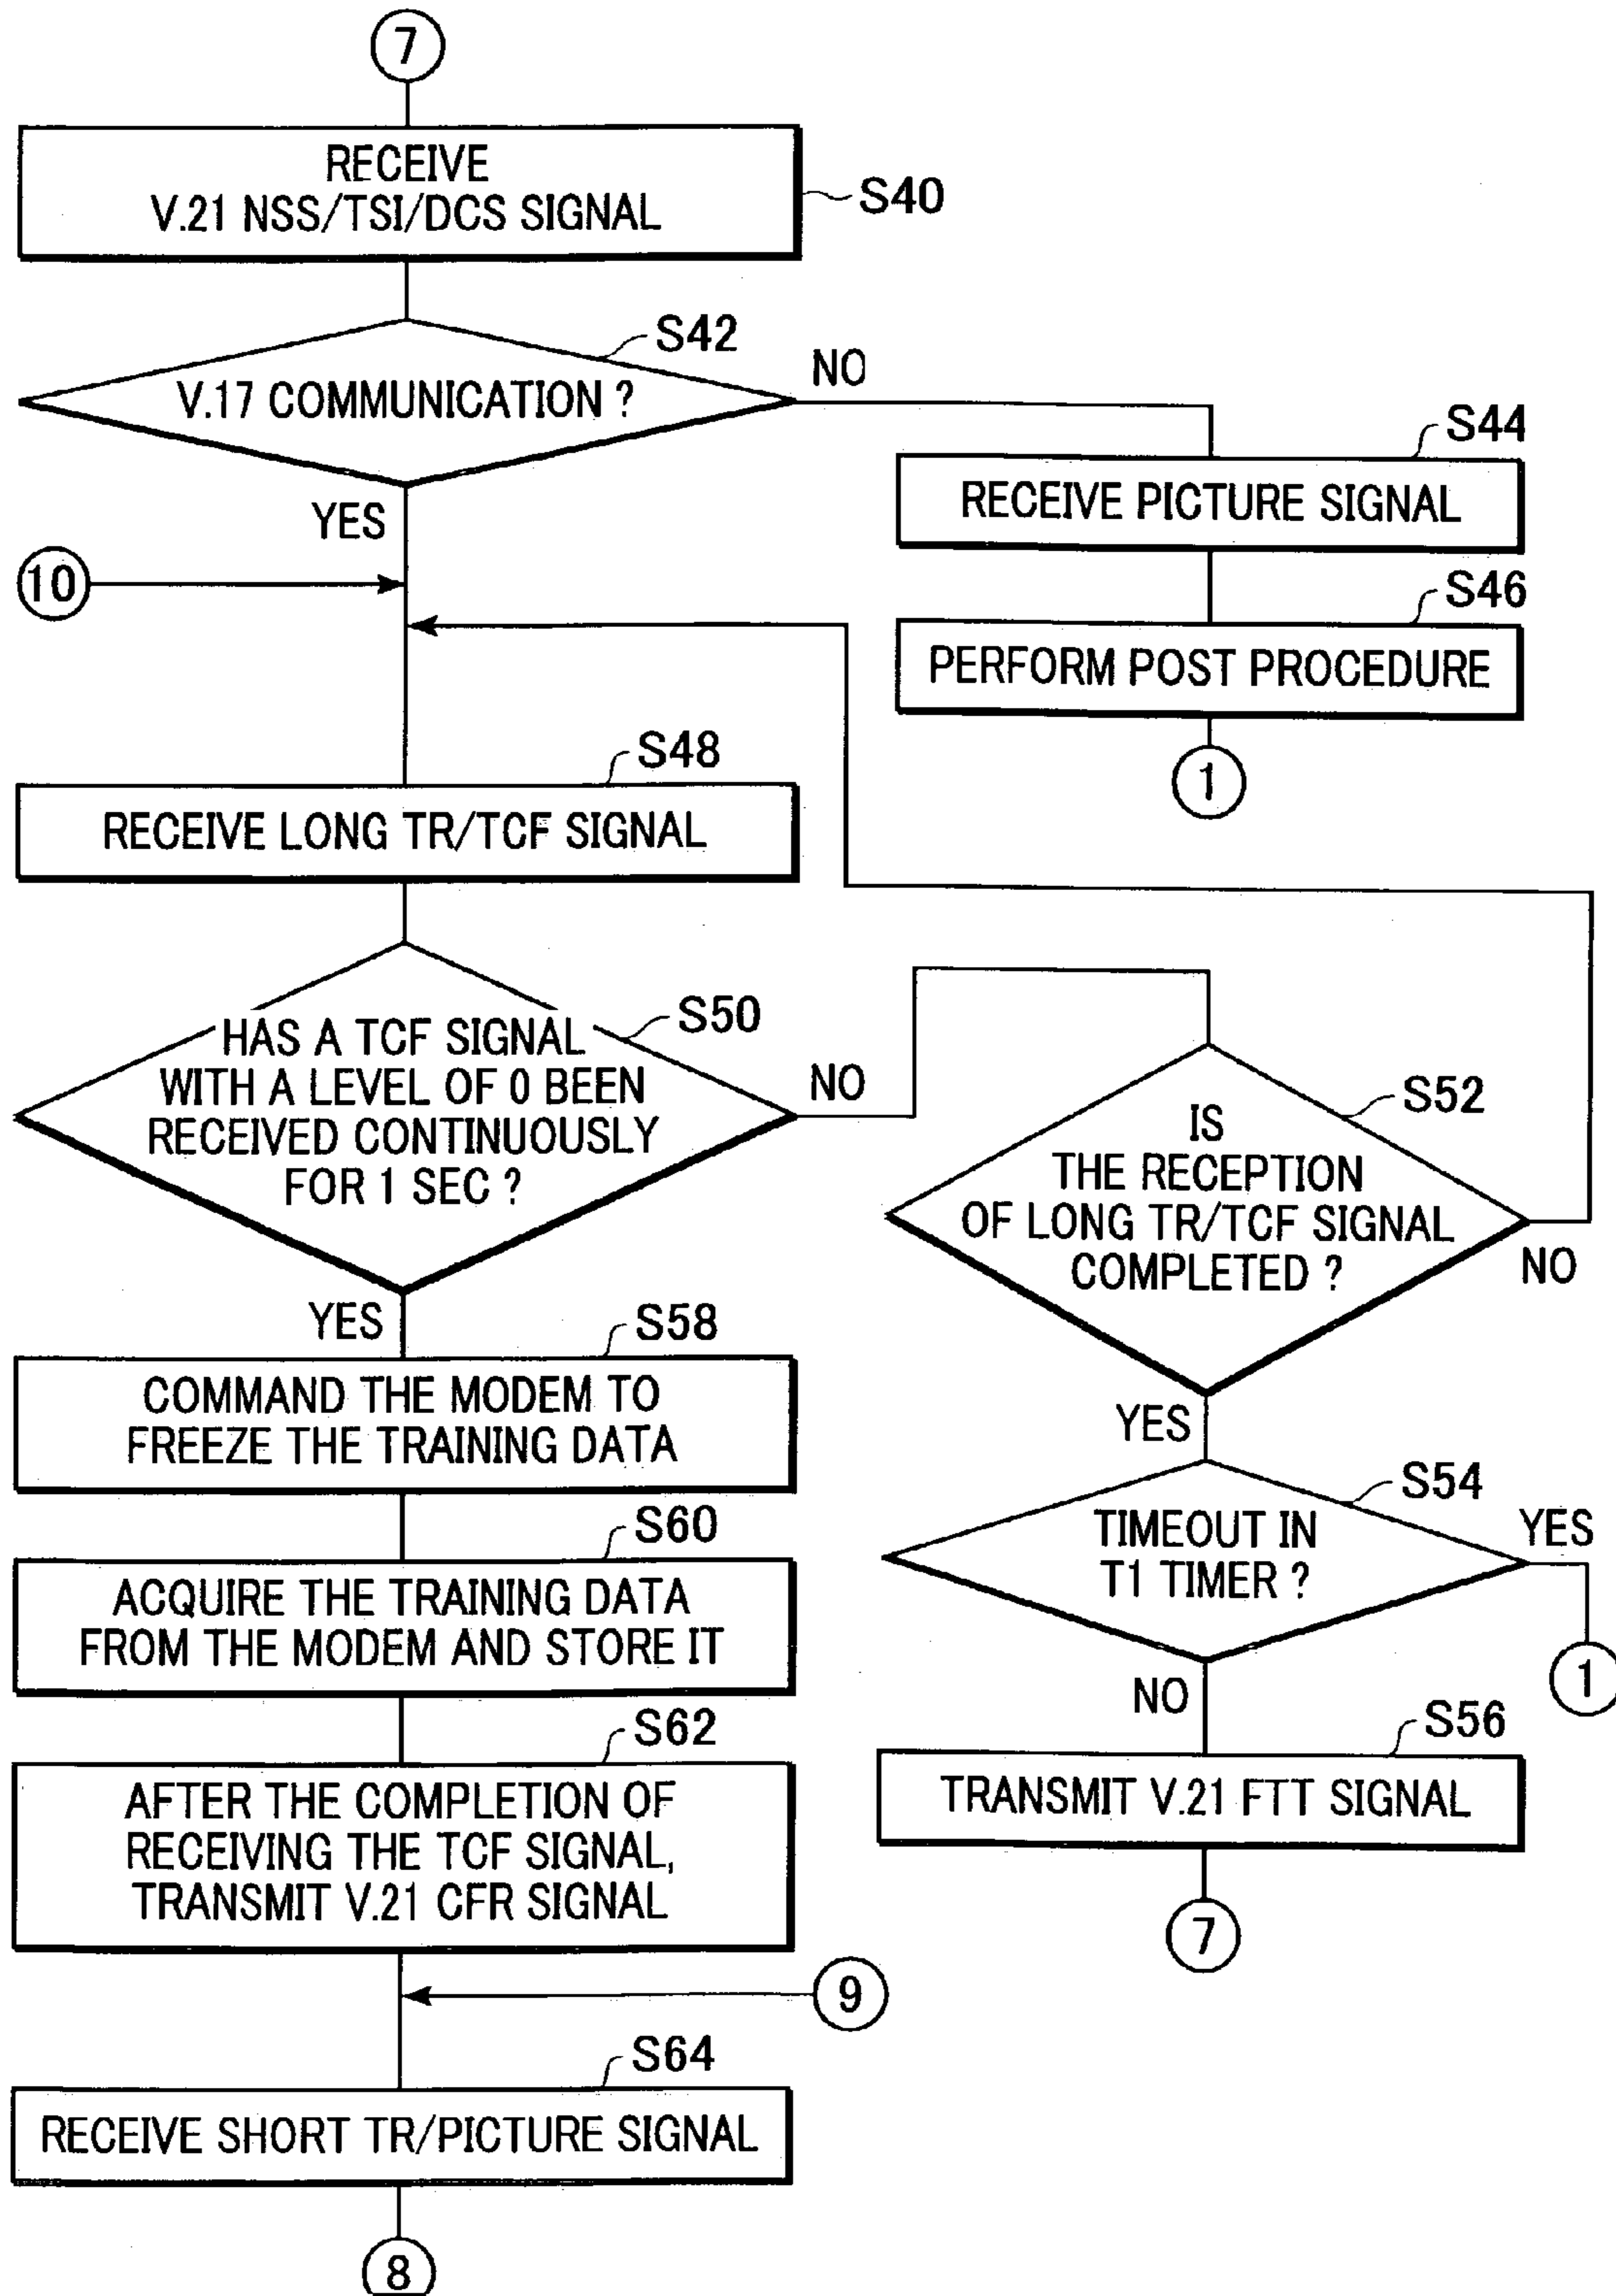 7
RECEIVE
V.21 NSS/TSI/DCS SIGNAL
S40
S42
V.17 COMMUNICATION ?
NO
YES
S44
RECEIVE PICTURE SIGNAL
10
S46
PERFORM POST PROCEDURE
1
S48
RECEIVE LONG TR/TCF SIGNAL
S50
HAS A TCF SIGNAL
WITH A LEVEL OF 0 BEEN
RECEIVED CONTINUOUSLY
FOR 1 SEC ?
NO
YES
S52
IS
THE RECEPTION
OF LONG TR/TCF SIGNAL
COMPLETED ?
NO
YES
S58
COMMAND THE MODEM TO
FREEZE THE TRAINING DATA
S54
TIMEOUT IN
T1 TIMER ?
YES
1
NO
S60
ACQUIRE THE TRAINING DATA
FROM THE MODEM AND STORE IT
S56
TRANSMIT V.21 FTT SIGNAL
7
S62
AFTER THE COMPLETION OF
RECEIVING THE TCF SIGNAL,
TRANSMIT V.21 CFR SIGNAL
9
S64
RECEIVE SHORT TR/PICTURE SIGNAL
8